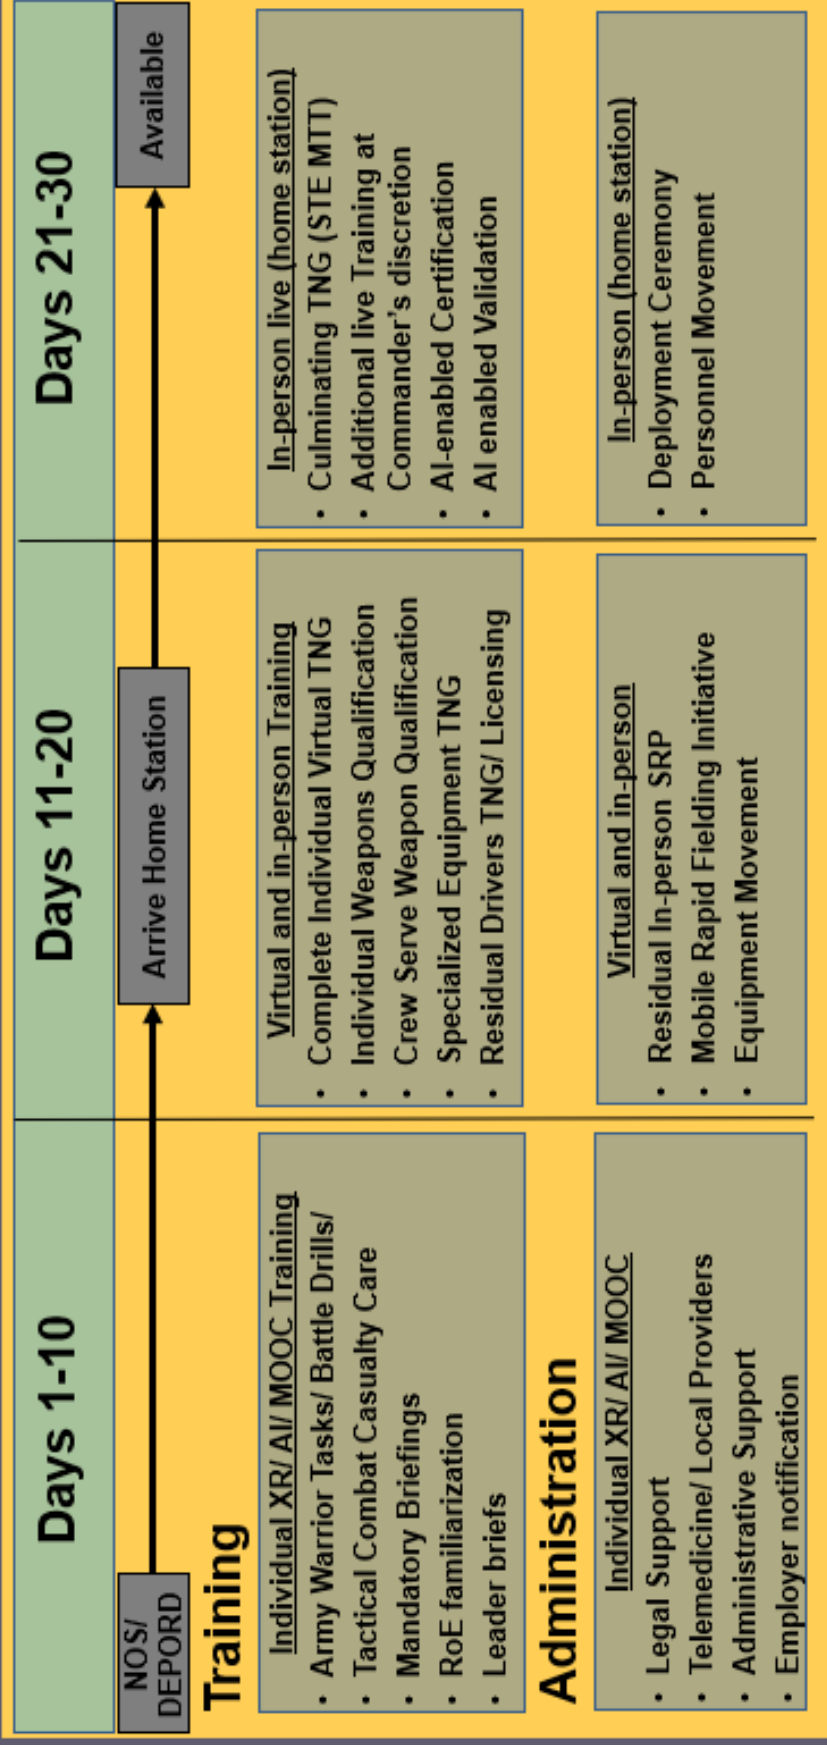 Days 1-10
Days 11-20
Days 21-30
NOS/
DEPORD
Arrive Home Station
Available
Training
Individual XR/ AI/ MOOC Training
• Army Warrior Tasks/ Battle Drills/
• Tactical Combat Casualty Care
• Mandatory Briefings
• RoE familiarization
• Leader briefs
Virtual and in-person Training
• Complete Individual Virtual TNG
• Individual Weapons Qualification
• Crew Serve Weapon Qualification
• Specialized Equipment TNG
• Residual Drivers TNG/ Licensing
In-person live (home station)
• Culminating TNG (STE MTT)
• Additional live Training at
Commander's discretion
• AI-enabled Certification
• AI enabled Validation
Administration
Individual XR/ AI/ MOOC
• Legal Support
• Telemedicine/ Local Providers
• Administrative Support
• Employer notification
Virtual and in-person
• Residual In-person SRP
• Mobile Rapid Fielding Initiative
• Equipment Movement
In-person (home station)
• Deployment Ceremony
• Personnel Movement